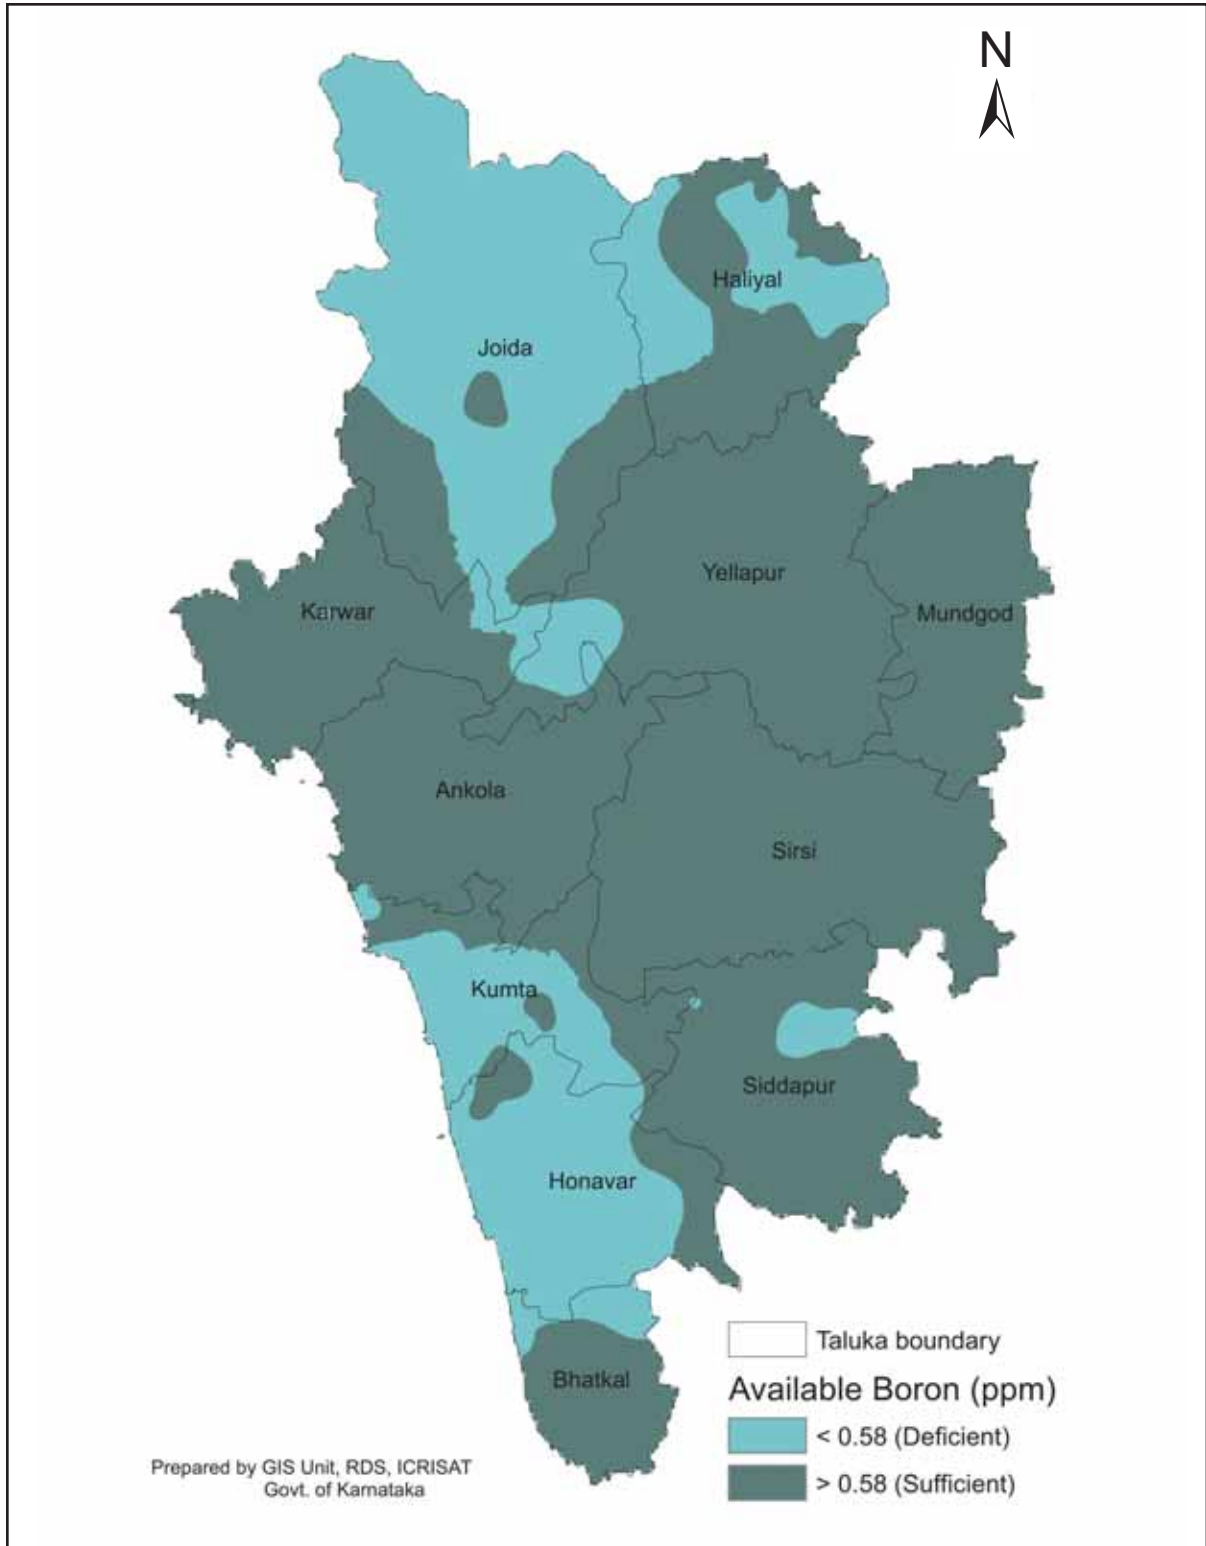 N
Haliyal
Joida
Yellapur
Karwar
Mundgod
Ankola
Sirsi
Kumta
Siddapur
Honavar
Bhatkal
Taluka boundary
Available Boron (ppm)
< 0.58 (Deficient)
> 0.58 (Sufficient)
Prepared by GIS Unit, RDS, ICRISAT
Govt. of Karnataka